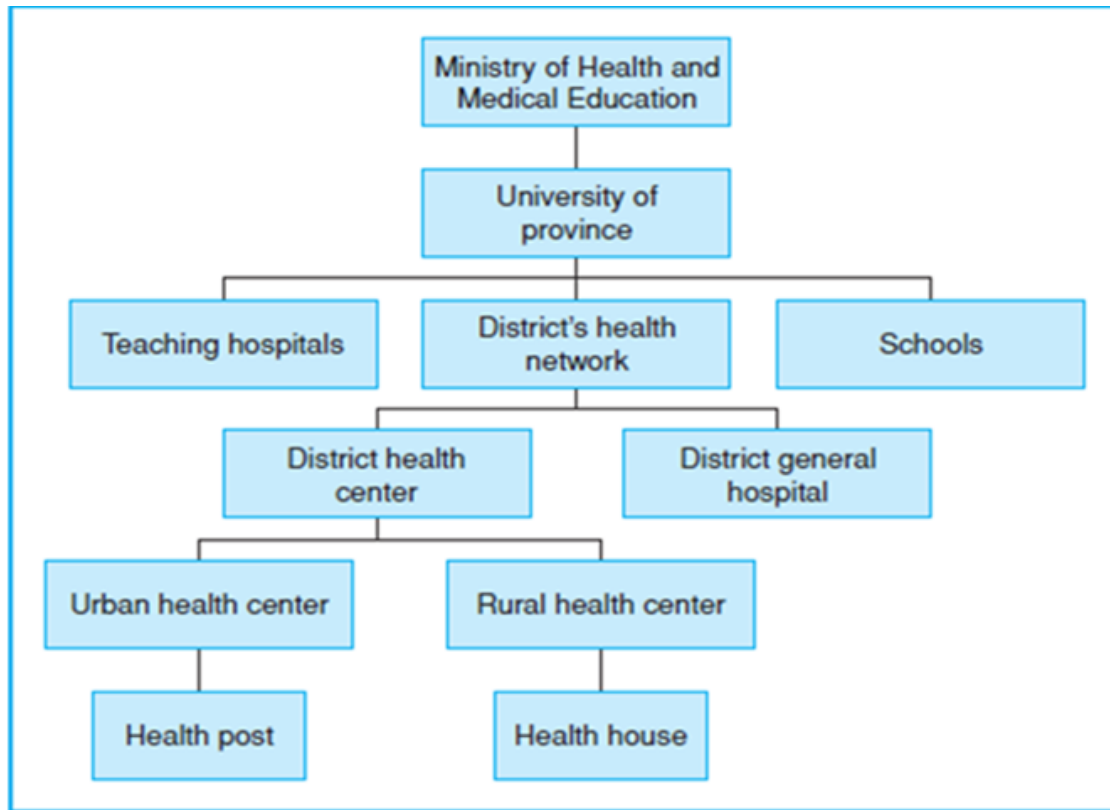 Ministry of Health and
Medical Education
University of
province
Teaching hospitals
District's health
network
Schools
District health
center
District general
hospital
Urban health center
Rural health center
Health post
Health house